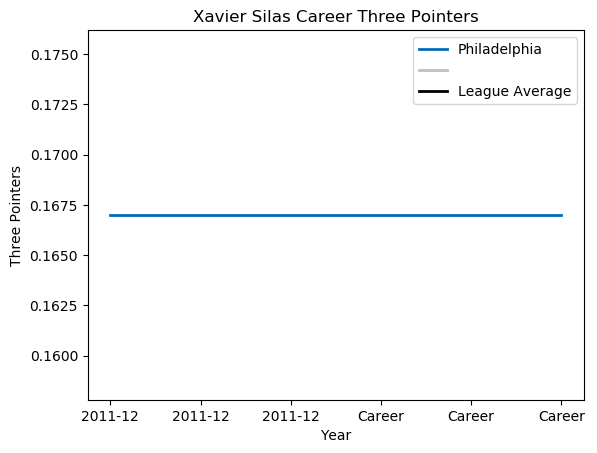 Xavier Silas Career Three Pointers
Philadelphia
League Average
0.1750
0.1725
0.1700
0.1675
0.1650
0.1625
0.1600
Three Pointers
2011-12 2011-12 2011-12 Career Career Career
Year